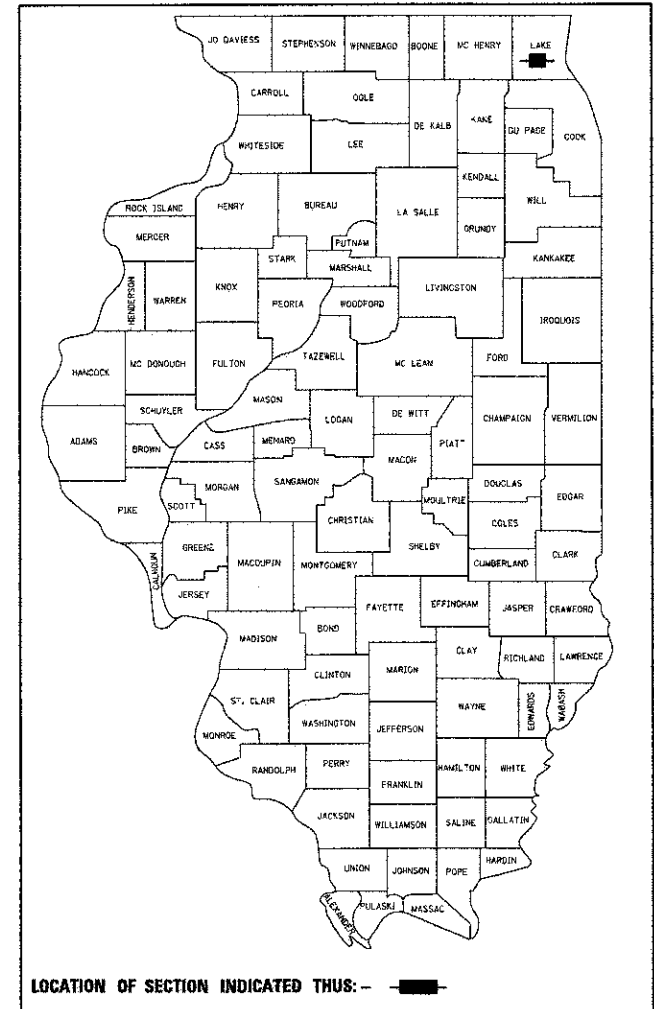 JO DAVIESS STEPHENSON WINNEBAGO BOONE MC HENRY LAKE
CARROLL OGLE DE KALB KANE DU PAGE COOK
WHITESIDE LEE KENDALL WILL
ROCK ISLAND HENRY BUREAU LA SALLE GRUNDY
MERCER PUTNAM KANKAKEE
STARK MARSHALL
HENDERSON WARREN KNOX PEORIA WOODFORD LIVINGSTON IROQUOIS
HANCOCK MC DONOUGH FULTON TAZEWELL MC LEAN FORD
SCHUYLER MASON LOGAN DE WITT CHAMPAIGN VERMILION
ADAMS BROWN CASS MENARD MACON PIATT
PIKE SCOTT MORGAN SANGAMON MOULTRIE DOUGLAS EDGAR
CHRISTIAN COLES
CALHOUN GREENE MACOUPIN MONTGOMERY SHELBY CUMBERLAND CLARK
JERSEY FAYETTE EFFINGHAM JASPER CRAWFORD
MADISON BOND CLAY RICHLAND LAWRENCE
CLINTON MARION
ST. CLAIR WASHINGTON JEFFERSON WAYNE EDWARDS WABASH
MONROE
RANDOLPH PERRY FRANKLIN HAMILTON WHITE
JACKSON WILLIAMSON SALINE GALLATIN
UNION JOHNSON POPE HARDIN
ALEXANDER PULASKI MASSAC
LOCATION OF SECTION INDICATED THUS: -